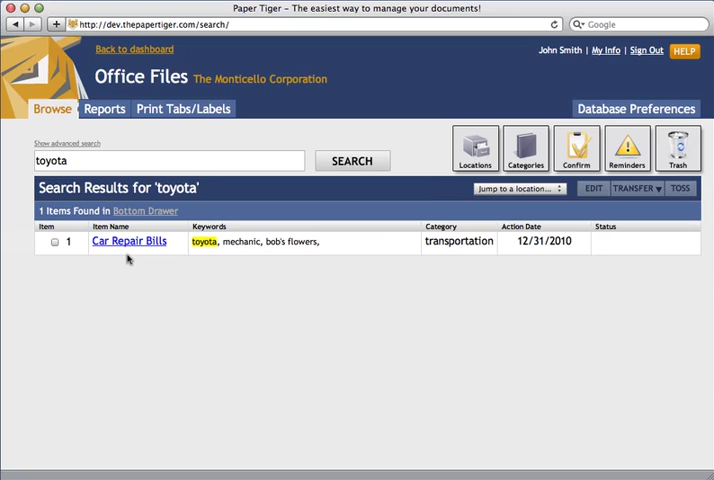 Paper Tiger – The easiest way to manage your documents!
http://dev.thepapertiger.com/search/
Google
Back to dashboard
John Smith | My Info | Sign Out HELP
Office Files The Monticello Corporation
Browse Reports Print Tabs/Labels Database Preferences
Show advanced search
toyota SEARCH
Locations Categories Confirm Reminders Trash
Search Results for 'toyota' Jump to a location... EDIT TRANSFER TOSS
1 Items Found in Bottom Drawer
Item Item Name Keywords Category Action Date Status
1 Car Repair Bills toyota, mechanic, bob's flowers, transportation 12/31/2010